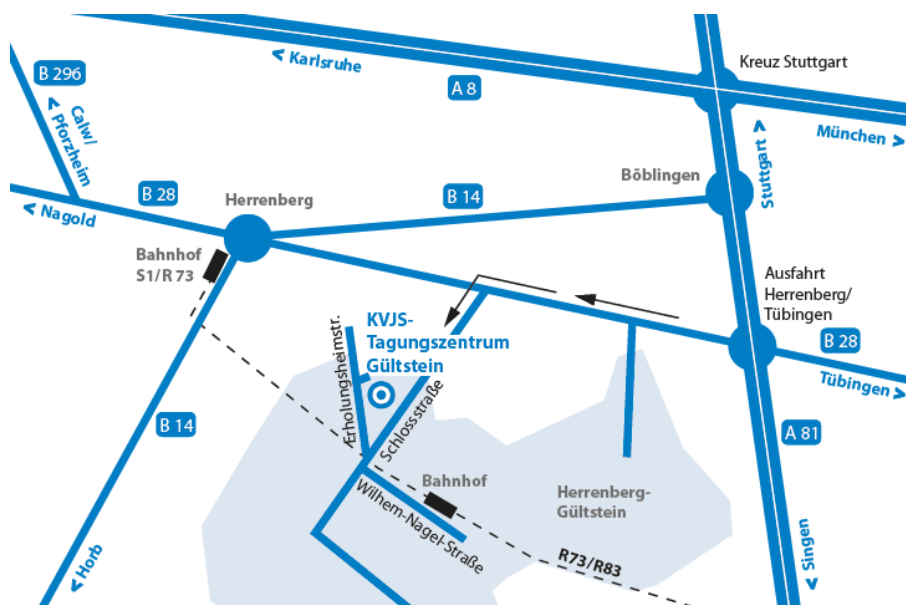 Kreuz Stuttgart
B 296
< Karlsruhe
A 8
München >
Calw/
< Pforzheim
Stuttgart >
Böblingen
B 28
Herrenberg
B 14
< Nagold
Bahnhof
S1/R 73
Ausfahrt
Herrenberg/
Tübingen
KVJS-
Tagungszentrum
Gültstein
B 28
Tübingen >
Erholungsheimstr.
Schlossstraße
B 14
A 81
Bahnhof
Herrenberg-
Gültstein
Wilhem-Nagel-Straße
R73/R83
< Horb
< Singen